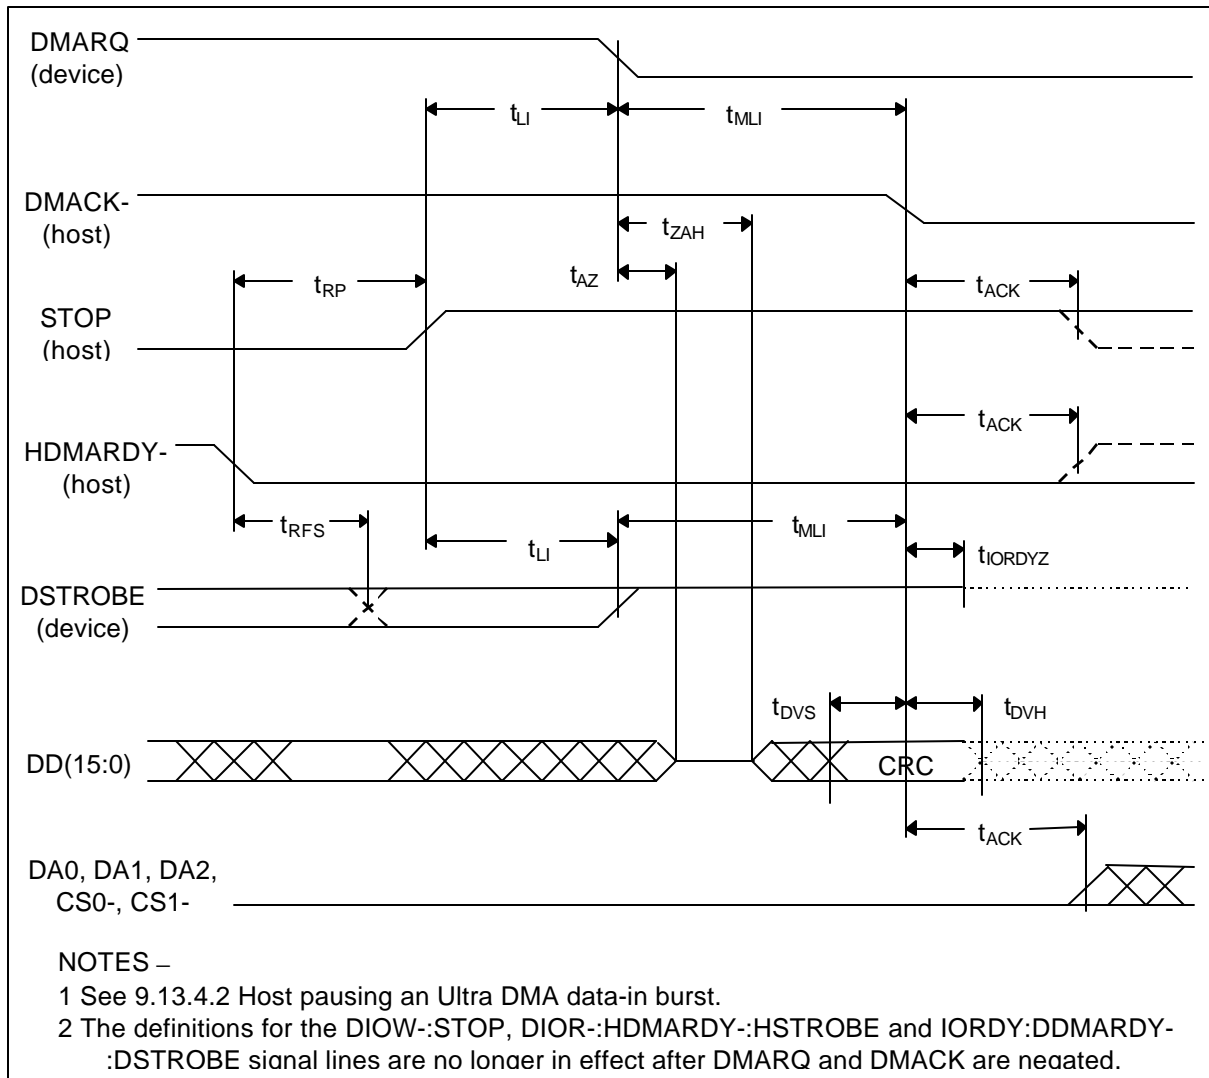 DMARQ
(device)
tLI
tMLI
DMACK-
(host)
tZAH
tAZ
tRP
tACK
STOP
(host)
tACK
HDMARDY-
(host)
tRFS
tLI
tMLI
tIORDYZ
DSTROBE
(device)
tDVS
tDVH
DD(15:0)
CRC
tACK
DA0, DA1, DA2,
CS0-, CS1-
NOTES –
1 See 9.13.4.2 Host pausing an Ultra DMA data-in burst.
2 The definitions for the DIOW-:STOP, DIOR-:HDMARDY-:HSTROBE and IORDY:DDMARDY-
:DSTROBE signal lines are no longer in effect after DMARQ and DMACK are negated.